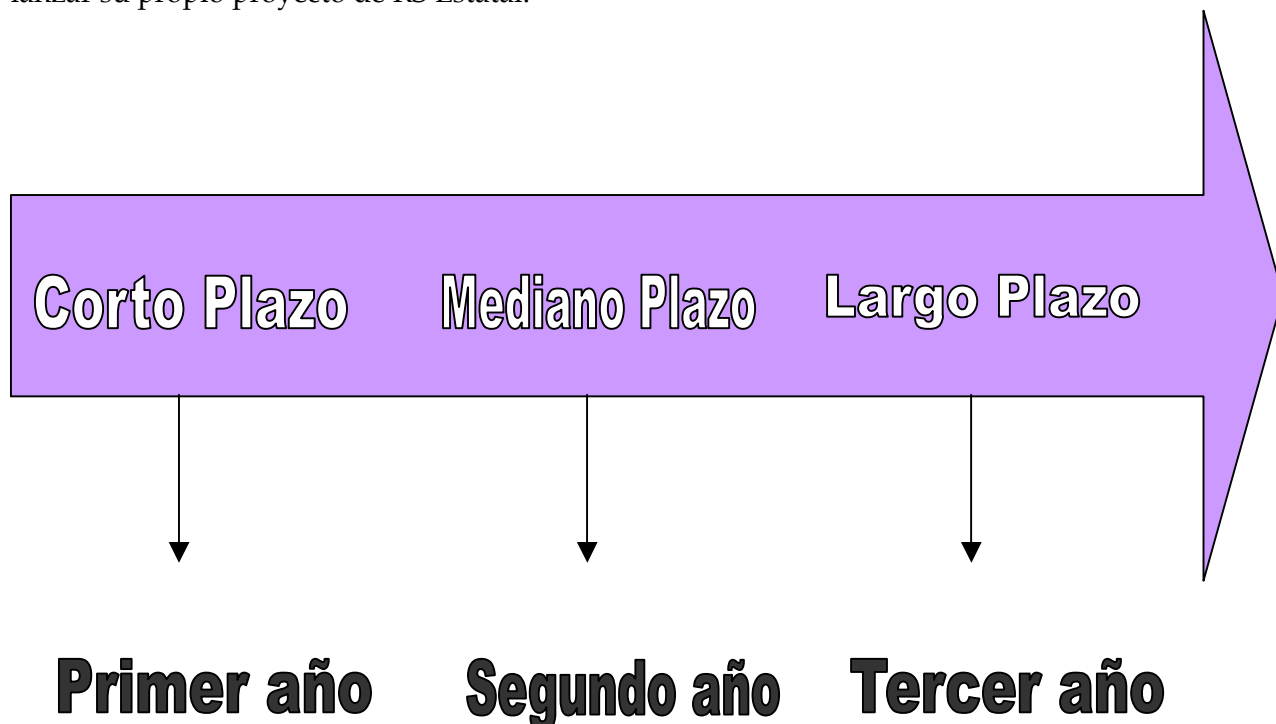 lanzar su propio proyecto de RS Estatal.
Corto Plazo Mediano Plazo Largo Plazo
Primer año Segundo año Tercer año